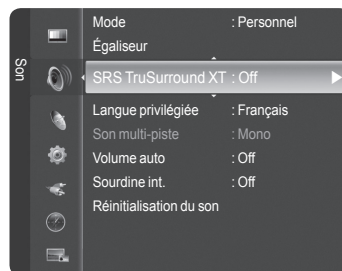 Son
Mode : Personnel
Égaliseur
SRS TruSurround XT : Off
Langue privilégiée : Français
Son multi-piste : Mono
Volume auto : Off
Sourdine int. : Off
Réinitialisation du son